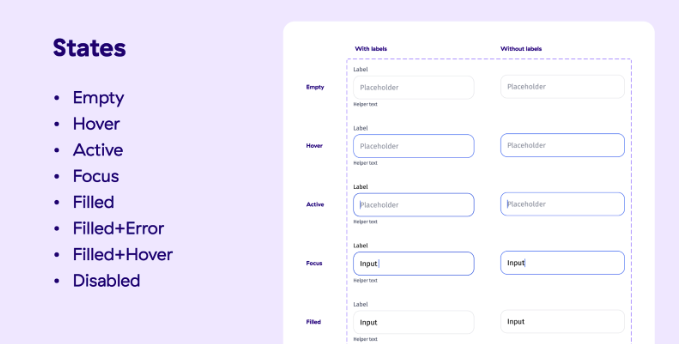 States
• Empty
• Hover
• Active
• Focus
• Filled
• Filled+Error
• Filled+Hover
• Disabled
With labels Without labels
Label
Empty Placeholder Placeholder
Helper text
Label
Hover Placeholder Placeholder
Helper text
Label
Active Placeholder Placeholder
Helper text
Label
Focus Input Input
Helper text
Label
Filled Input Input
Helper text